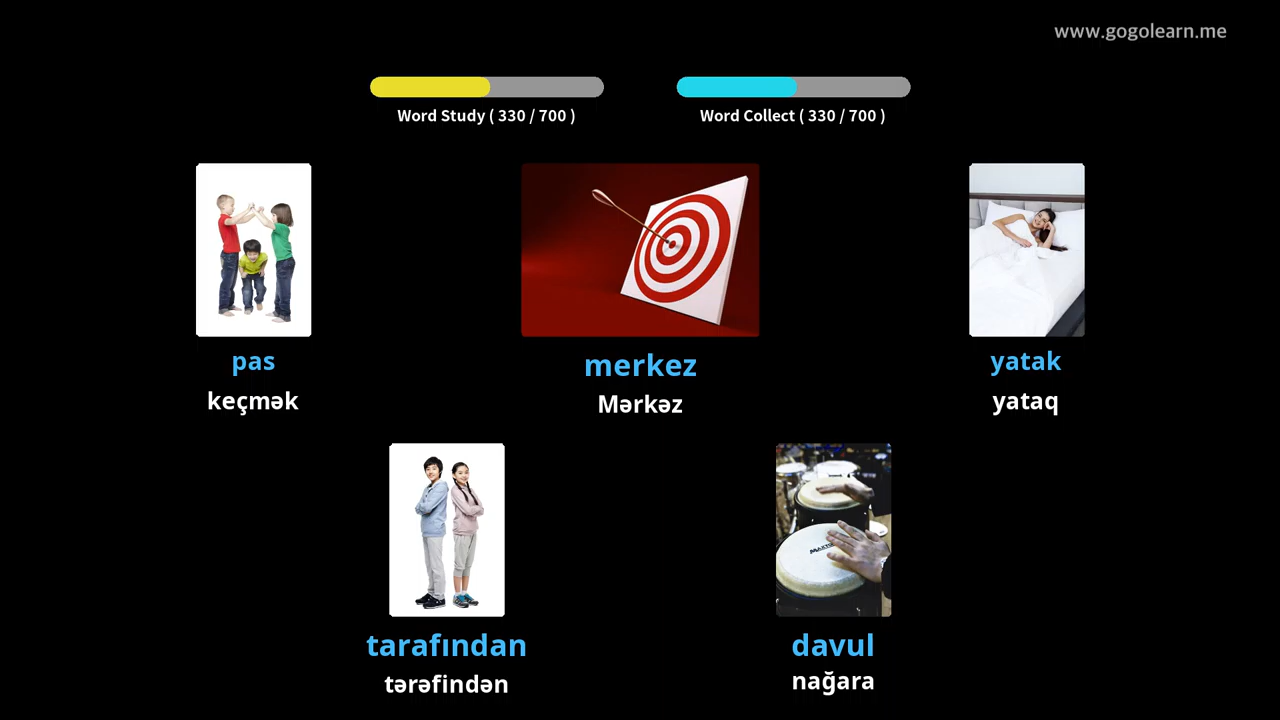 www.gogolearn.me
Word Study ( 330 / 700 )
Word Collect ( 330 / 700 )
pas
keçmək
merkez
Mərkəz
yatak
yataq
tarafından
tərəfindən
davul
nağara